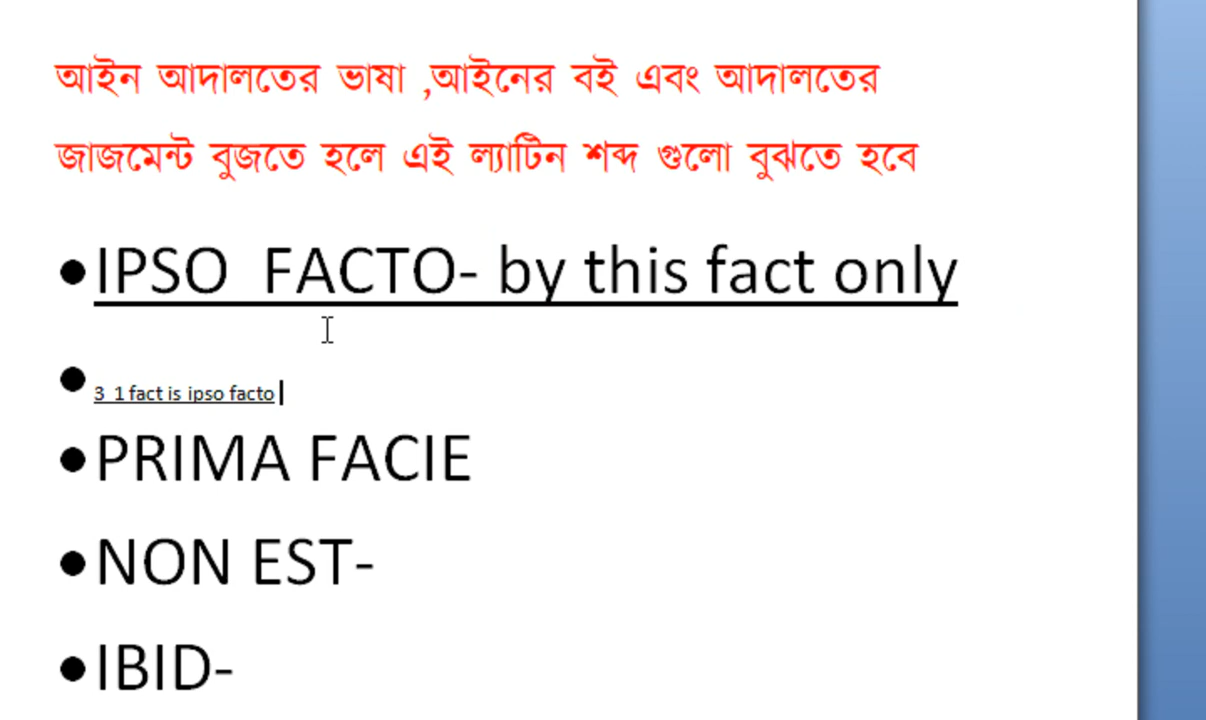 আইন আদালতের ভাষা ,আইনের বই এবং আদালতের
জাজমেন্ট বুজতে হলে এই ল্যাটিন শব্দ গুলো বুঝতে হবে
•IPSO FACTO- by this fact only
•3 1 fact is ipso facto
•PRIMA FACIE
•NON EST-
•IBID-